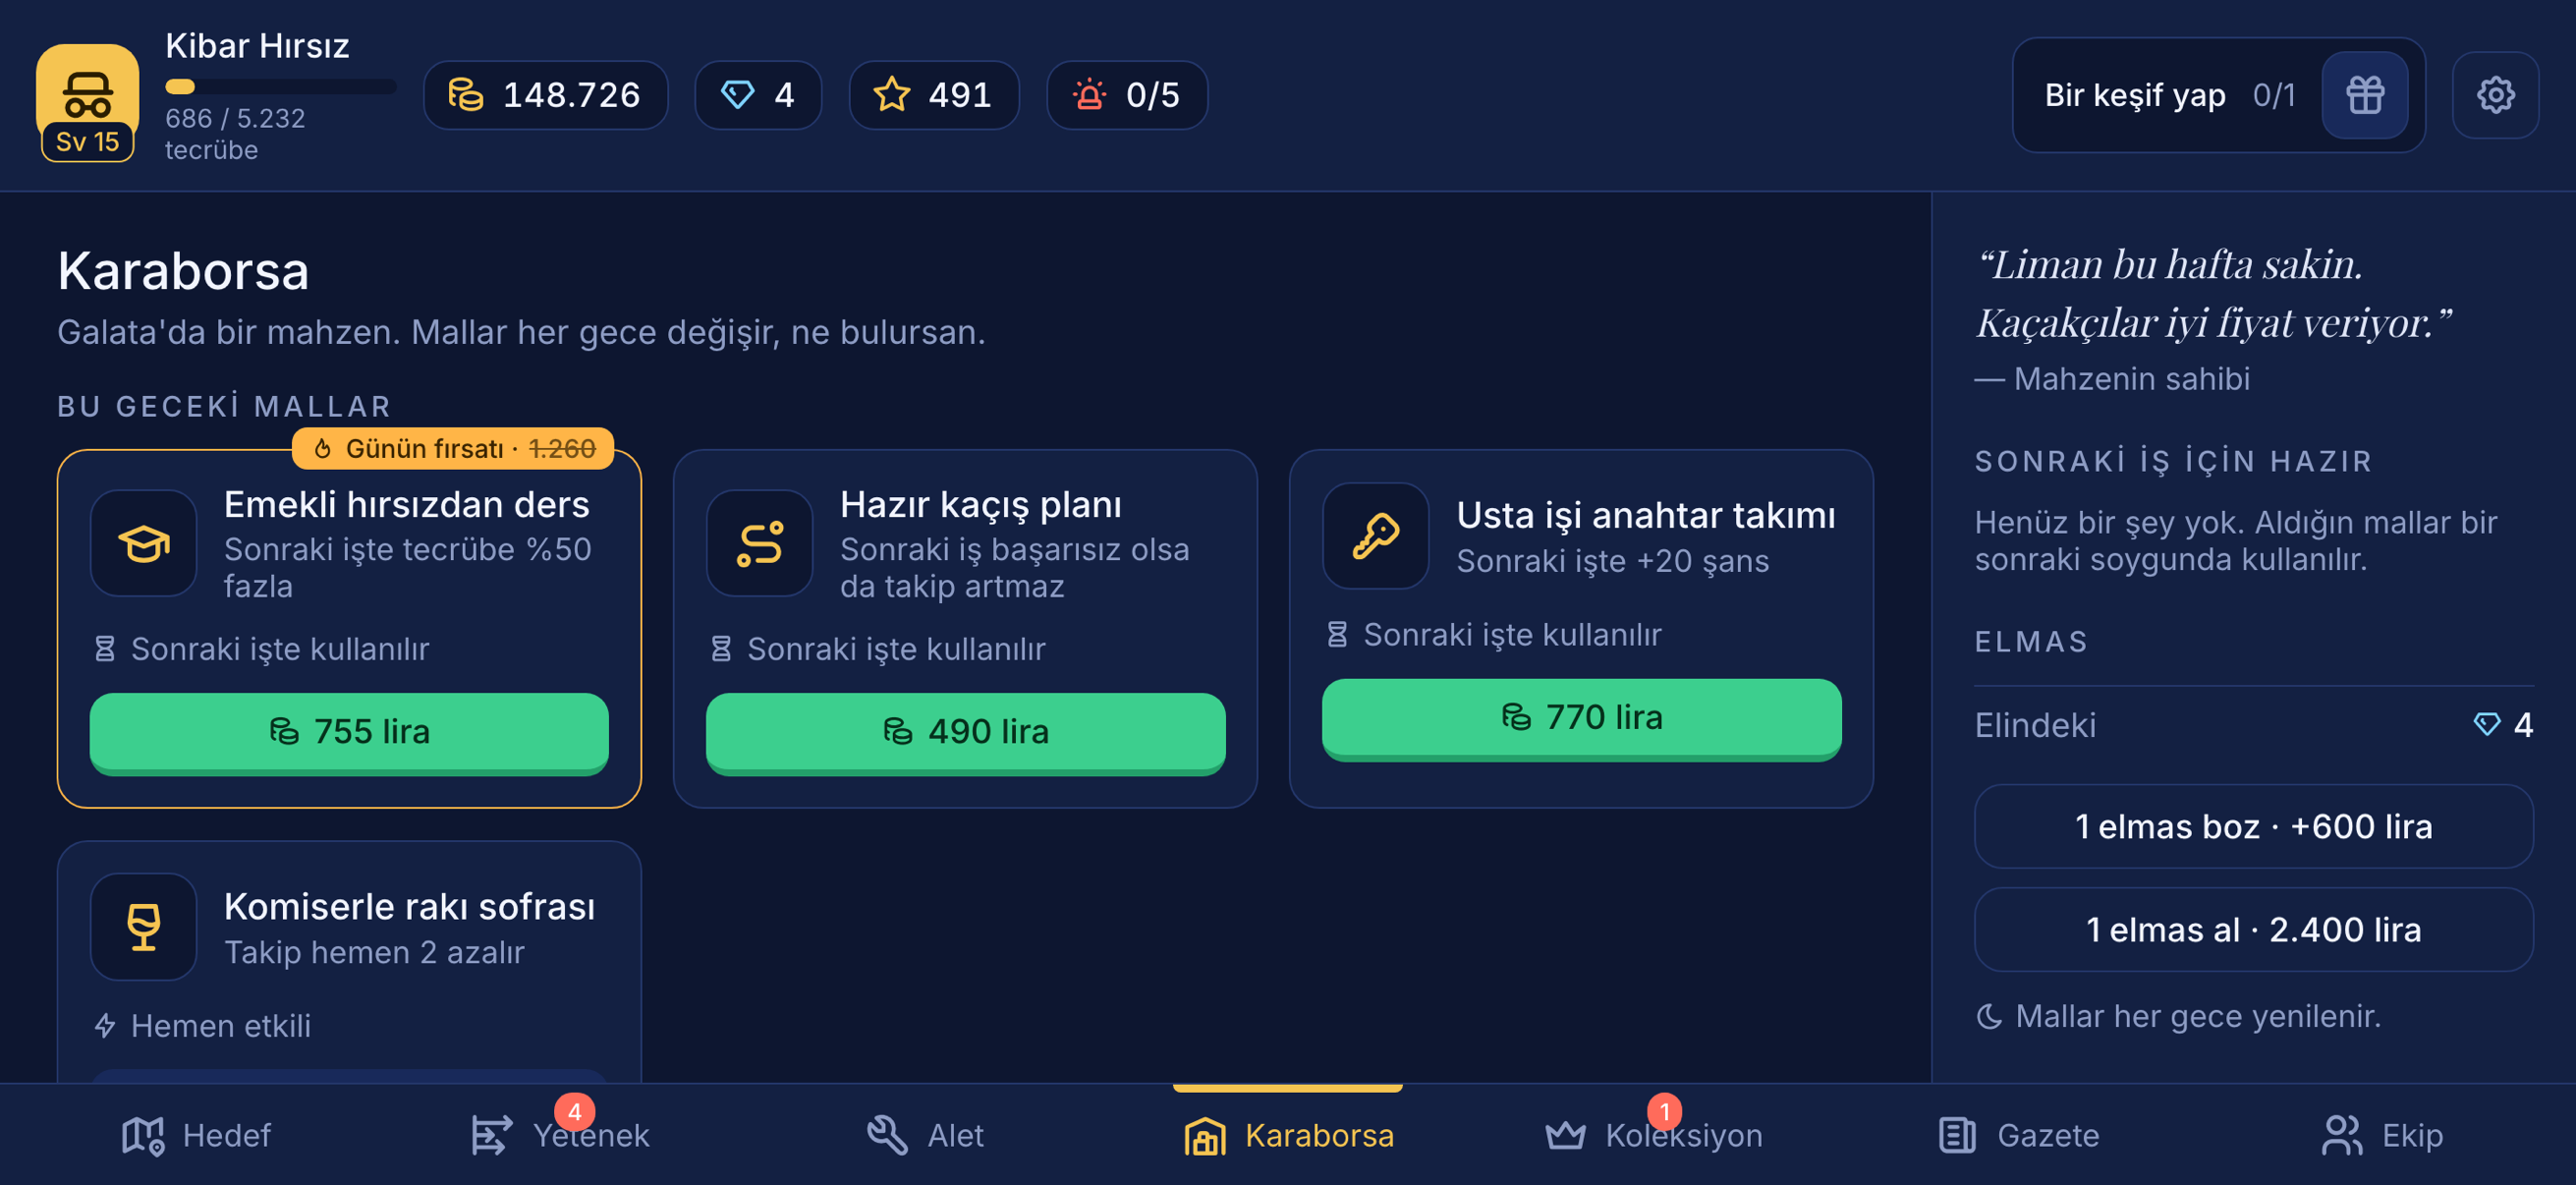 Kibar Hırsız
686 / 5.232
tecrübe
Sv 15
148.726
4
491
0/5
Bir keşif yap 0/1
Karaborsa
Galata'da bir mahzen. Mallar her gece değişir, ne bulursan.
BU GECEKİ MALLAR
Günün fırsatı · 1.260
Emekli hırsızdan ders
Sonraki işte tecrübe %50
fazla
Sonraki işte kullanılır
755 lira
Hazır kaçış planı
Sonraki iş başarısız olsa
da takip artmaz
Sonraki işte kullanılır
490 lira
Usta işi anahtar takımı
Sonraki işte +20 şans
Sonraki işte kullanılır
770 lira
Komiserle rakı sofrası
Takip hemen 2 azalır
Hemen etkili
“Liman bu hafta sakin.
Kaçakçılar iyi fiyat veriyor.”
— Mahzenin sahibi
SONRAKİ İŞ İÇİN HAZIR
Henüz bir şey yok. Aldığın mallar bir
sonraki soygunda kullanılır.
ELMAS
Elindeki 4
1 elmas boz · +600 lira
1 elmas al · 2.400 lira
Mallar her gece yenilenir.
Hedef
4
Yetenek
Alet
Karaborsa
1
Koleksiyon
Gazete
Ekip